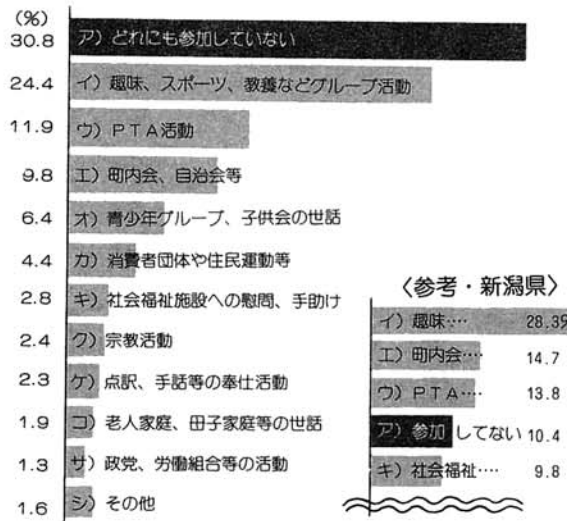 (%)
30.8 ア) どれにも参加していない
24.4 イ) 趣味、スポーツ、教養などグループ活動
11.9 ウ) PTA活動
9.8 エ) 町内会、自治会等
6.4 オ) 青少年グループ、子供会の世話
4.4 カ) 消費者団体や住民運動等
2.8 キ) 社会福祉施設への慰問、手助け
2.4 ク) 宗教活動
2.3 ケ) 点訳、手話等の奉仕活動
1.9 コ) 老人家庭、母子家庭等の世話
1.3 サ) 政党、労働組合等の活動
1.6 シ) その他
〈参考・新潟県〉
イ) 趣味‥‥ 28.3%
エ) 町内会‥‥ 14.7
ウ) PTA‥‥ 13.8
ア) 参加してない 10.4
キ) 社会福祉‥‥ 9.8